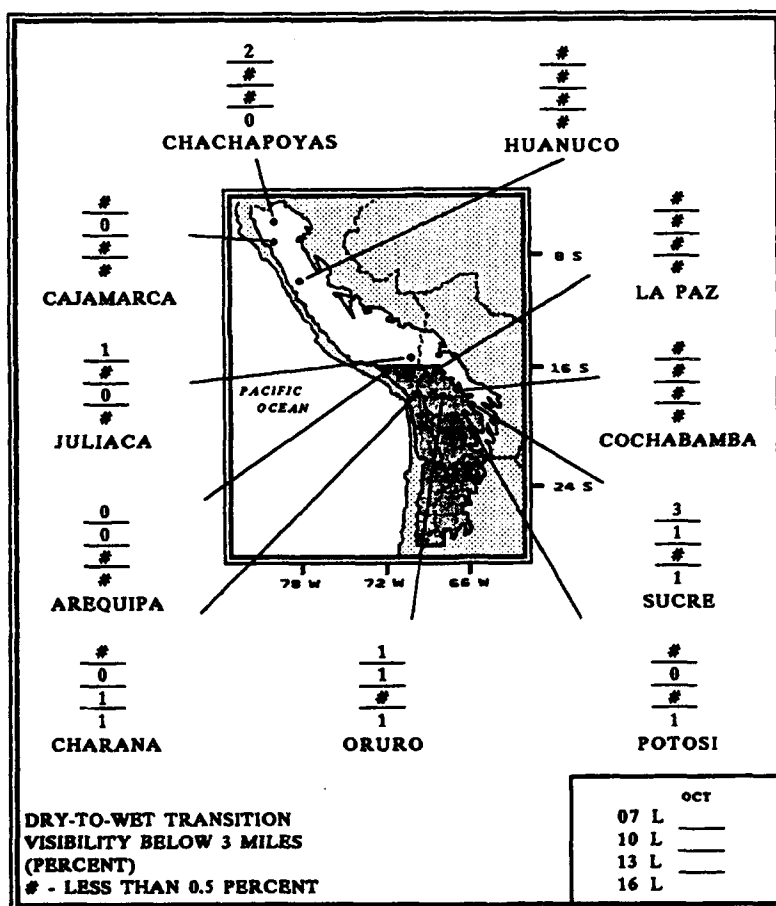 2
#
#
0
CHACHAPOYAS
#
#
#
#
HUANUCO
#
0
#
#
CAJAMARCA
#
#
#
#
LA PAZ
1
#
0
#
JULIACA
#
#
#
#
COCHABAMBA
0
0
#
#
AREQUIPA
3
1
#
1
SUCRE
#
0
1
1
CHARANA
1
1
#
1
ORURO
#
0
#
1
POTOSI
PACIFIC
OCEAN
8 S
16 S
24 S
78 W 72 W 66 W
DRY-TO-WET TRANSITION
VISIBILITY BELOW 3 MILES
(PERCENT)
# - LESS THAN 0.5 PERCENT
OCT
07 L
10 L
13 L
16 L